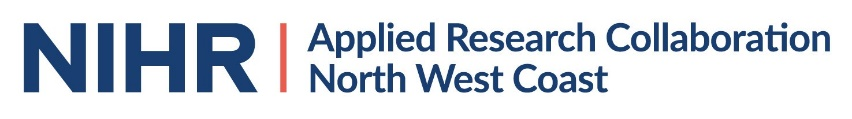 NIHR | Applied Research Collaboration
North West Coast